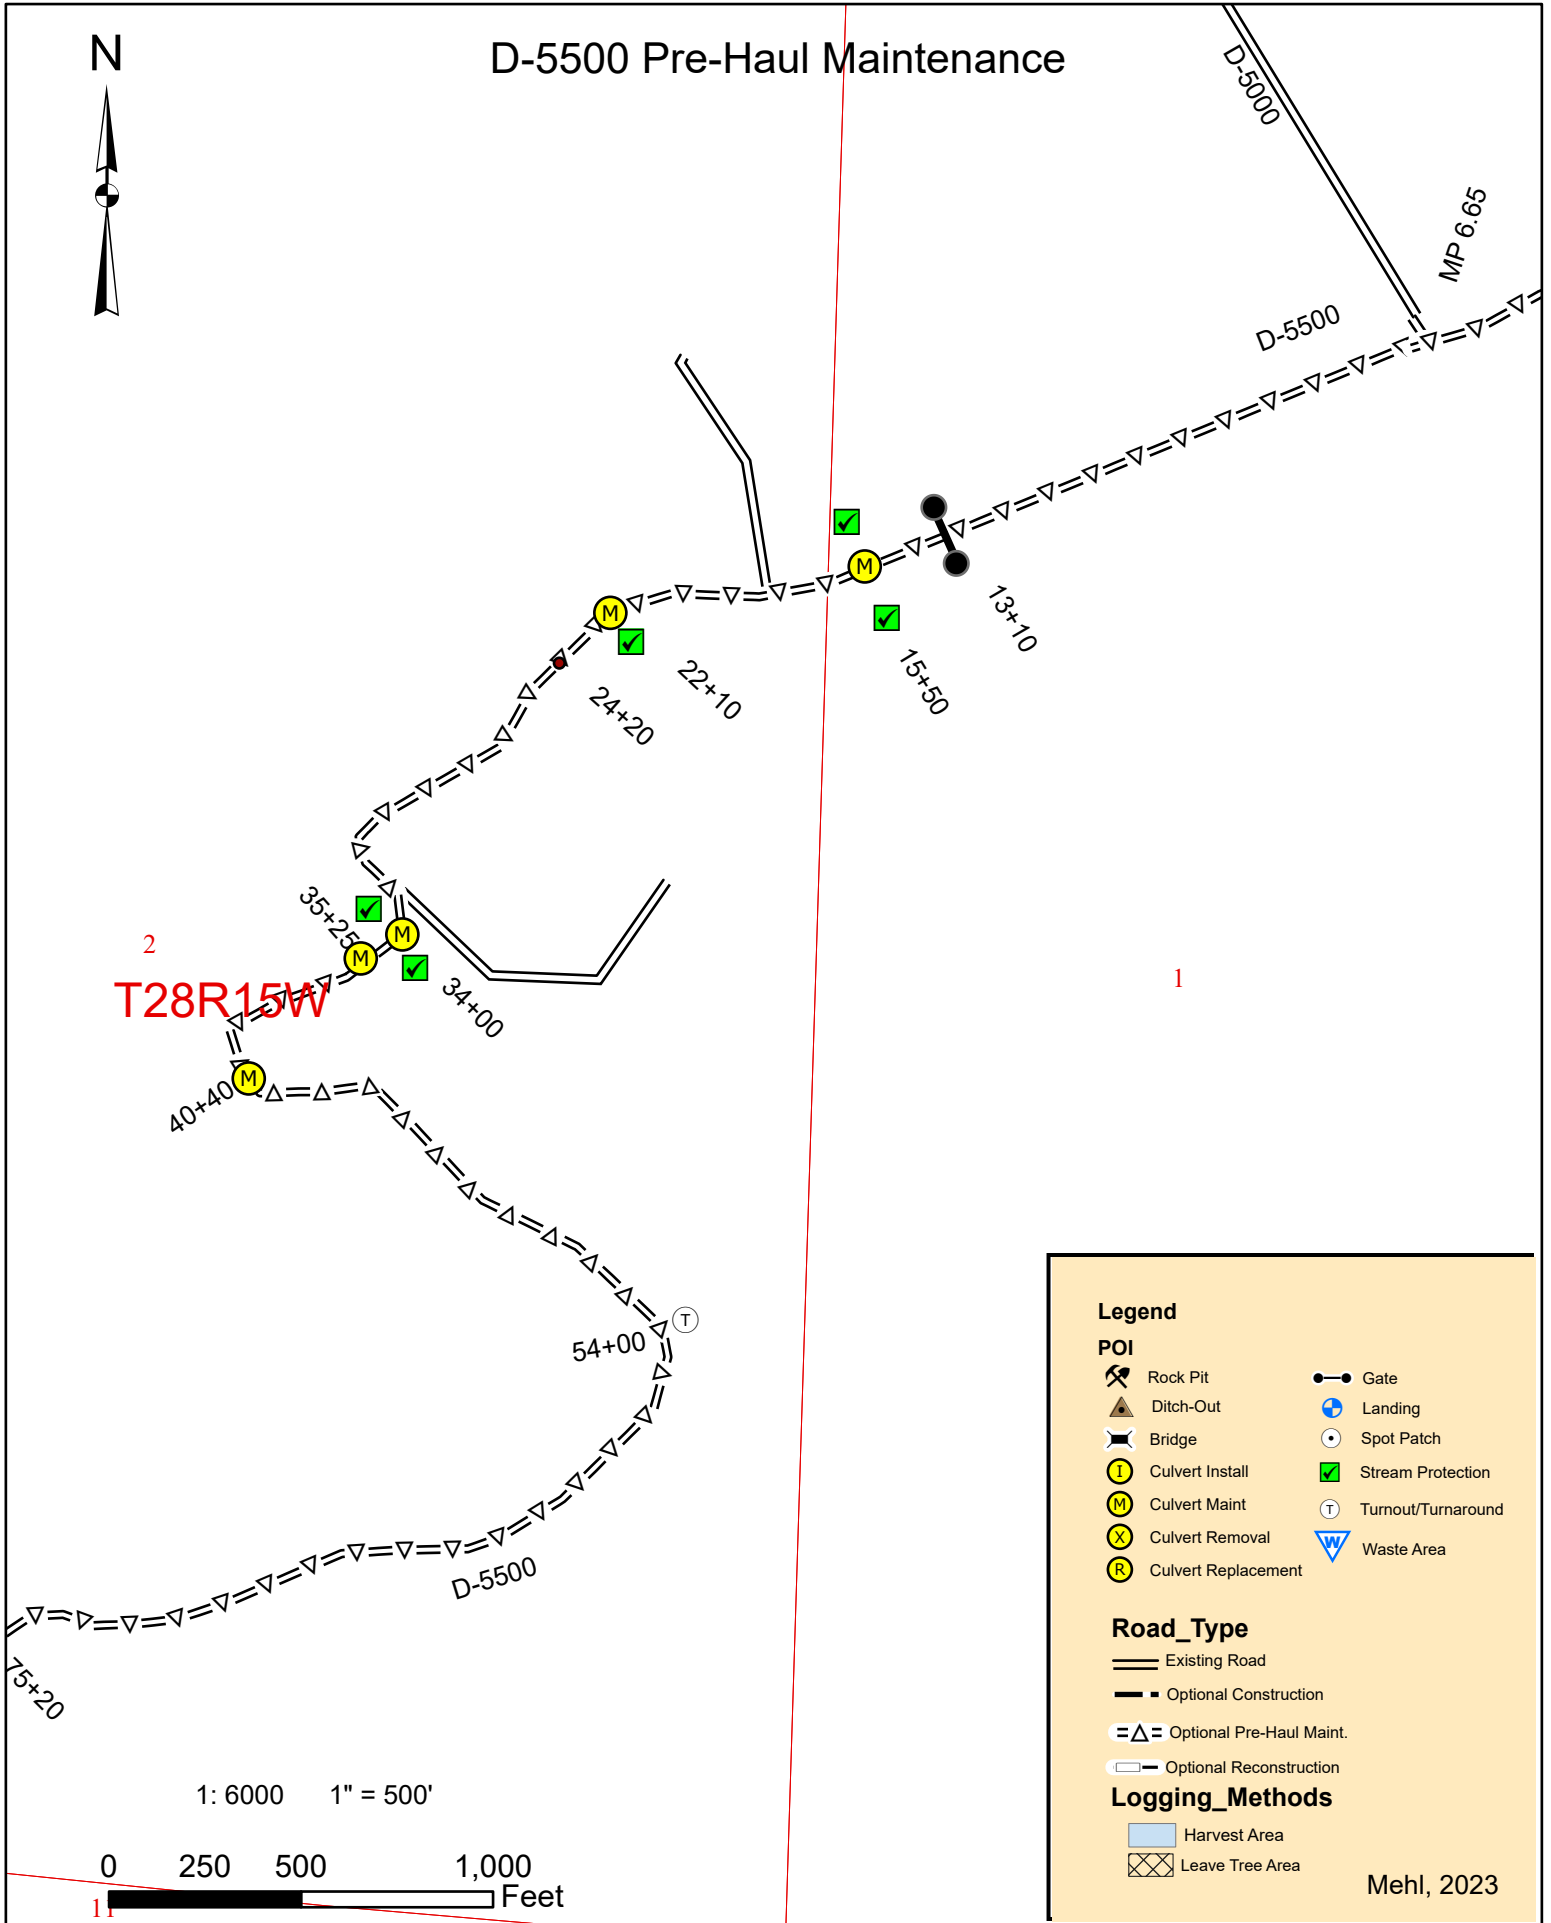 D-5500 Pre-Haul Maintenance
N
D-5000
MP 6.65
D-5500
13+10
15+50
M
M
22+10
24+20
35+25
M
M
34+00
2
T28R15W
1
M
40+40
T
54+00
D-5500
75+20
1: 6000 1" = 500'
0 250 500 1,000
Feet
11
Legend
POI
Rock Pit
Ditch-Out
Bridge
I Culvert Install
M Culvert Maint
X Culvert Removal
R Culvert Replacement
Gate
Landing
Spot Patch
Stream Protection
T Turnout/Turnaround
W Waste Area
Road_Type
Existing Road
Optional Construction
Optional Pre-Haul Maint.
Optional Reconstruction
Logging_Methods
Harvest Area
Leave Tree Area
Mehl, 2023